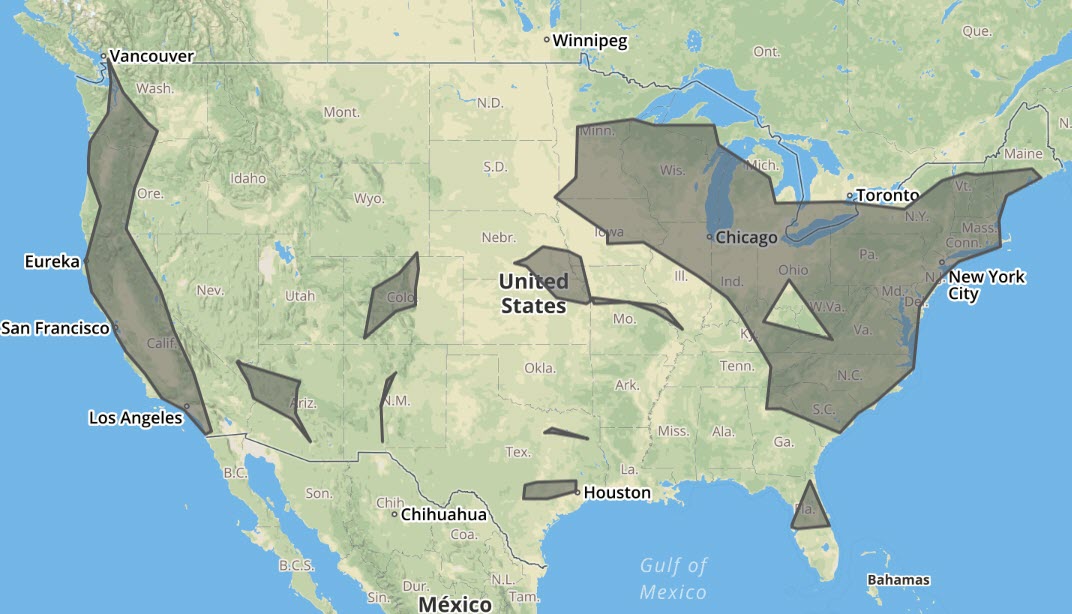 Winnipeg
Ont.
Que.
Vancouver
Wash.
N.D.
Mont.
N.
Minn.
Maine
S.D.
Wis.
Mich.
Idaho
Ore.
Wyo.
Vt.
Toronto
N.Y.
Mass.
Iowa
Nebr.
Chicago
Conn.
Pa.
Eureka
Ohio
Ill.
Ind.
N.J.
New York
City
United
States
Nev.
Utah
Colo.
Md.
Del.
W.Va.
Mo.
San Francisco
Ky.
Va.
Calif.
Tenn.
Okla.
N.C.
Ark.
Ariz.
N.M.
S.C.
Los Angeles
Miss.
Ala.
Ga.
Tex.
La.
B.C.
Son.
Houston
Chih.
Chihuahua
Fla.
Coa.
Gulf of
Mexico
B.C.S.
Dur.
N.L.
Bahamas
Sin.
Tam.
México